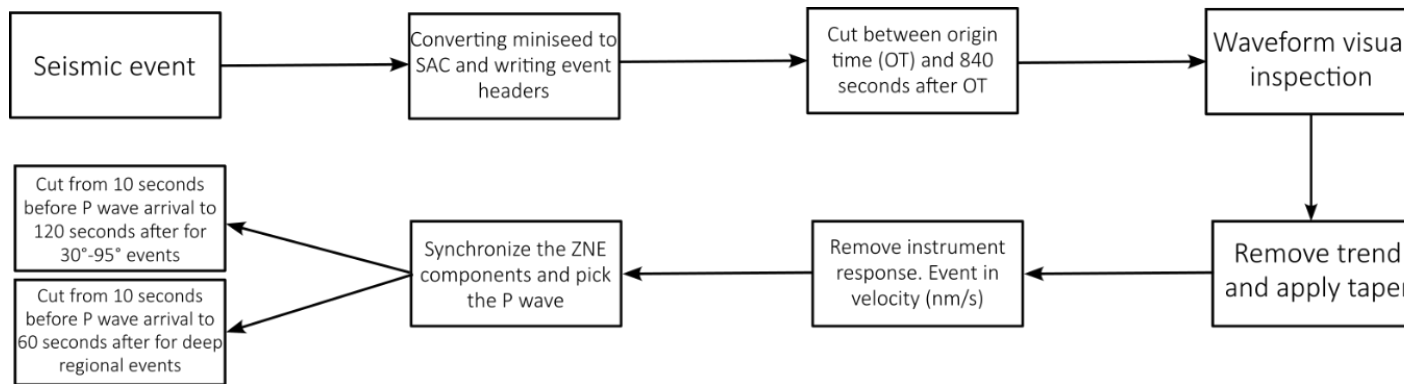 Seismic event
Converting miniseed to
SAC and writing event
headers
Cut between origin
time (OT) and 840
seconds after OT
Waveform visual
inspection
Remove trend
and apply taper
Remove instrument
response. Event in
velocity (nm/s)
Synchronize the ZNE
components and pick
the P wave
Cut from 10 seconds
before P wave arrival to
120 seconds after for
30°-95° events
Cut from 10 seconds
before P wave arrival to
60 seconds after for deep
regional events